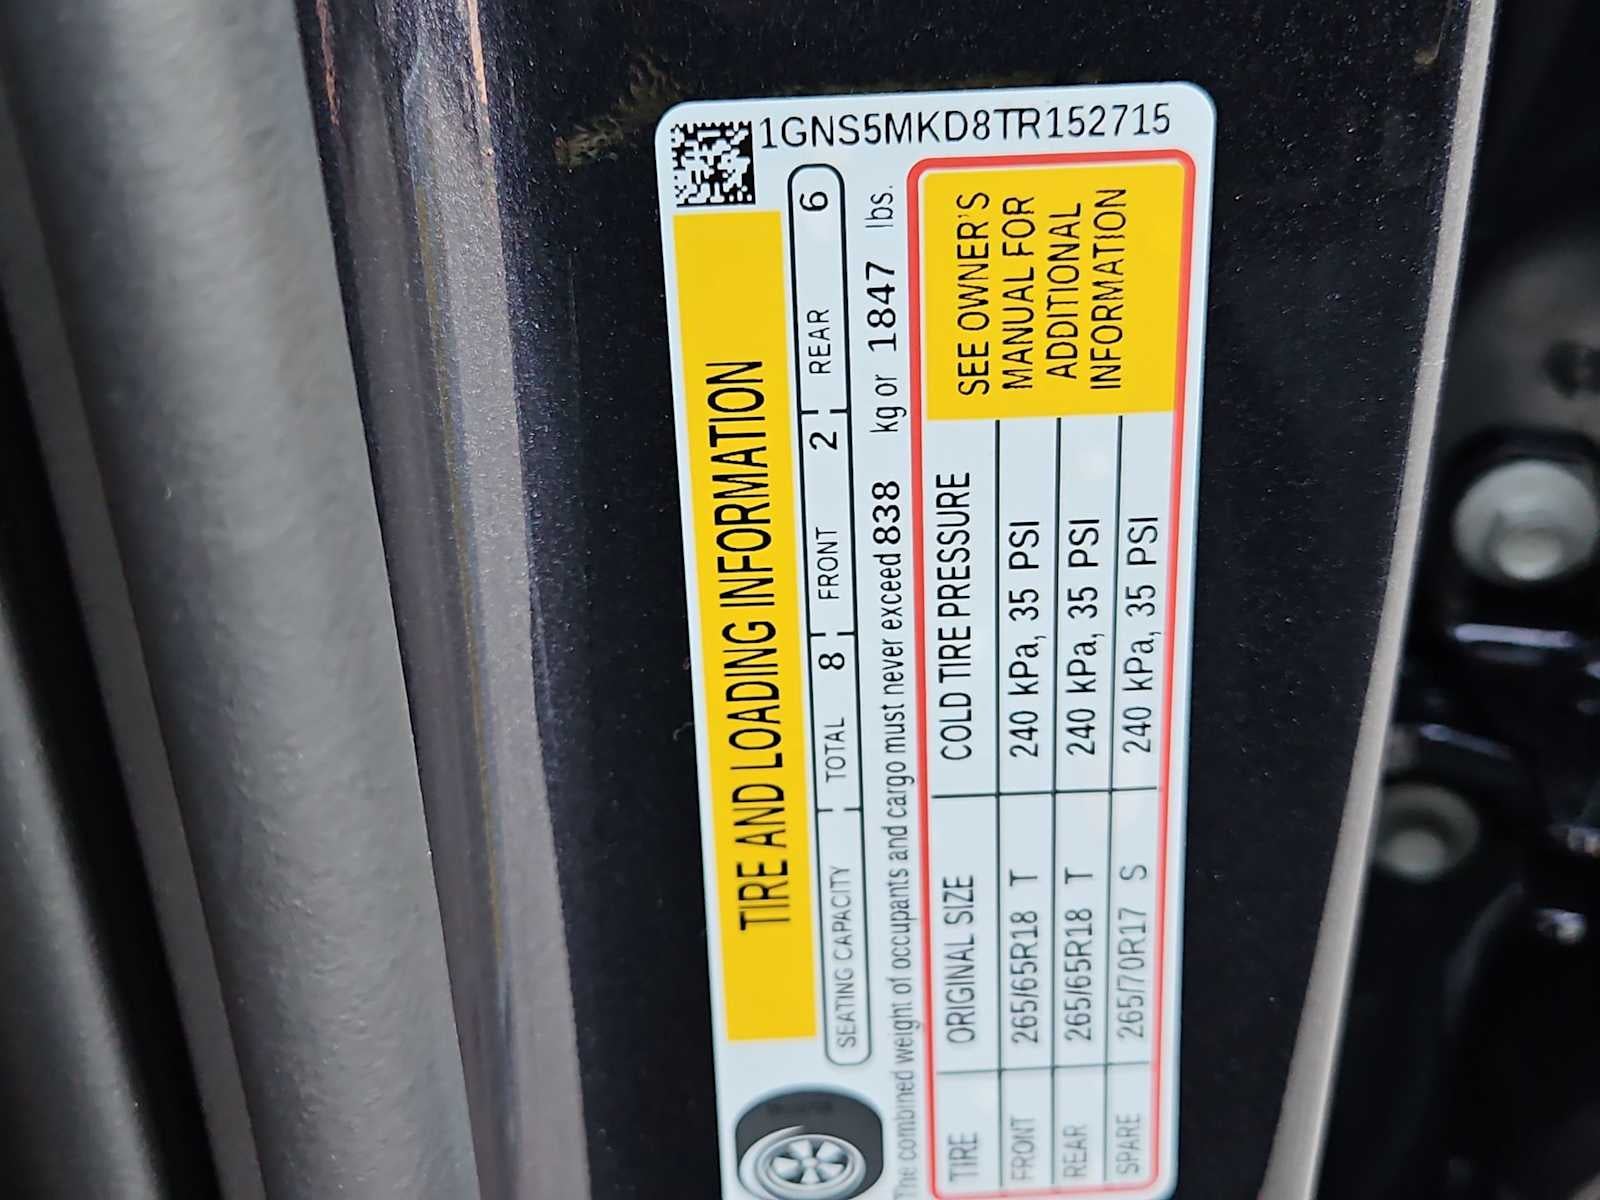 1GNS5MKD8TR152715
TIRE AND LOADING INFORMATION
SEATING CAPACITY TOTAL 8 FRONT 2 REAR 6
The combined weight of occupants and cargo must never exceed 838 kg or 1847 lbs.
TIRE ORIGINAL SIZE COLD TIRE PRESSURE
FRONT 265/65R18 T 240 kPa, 35 PSI
REAR 265/65R18 T 240 kPa, 35 PSI
SPARE 265/70R17 S 240 kPa, 35 PSI
SEE OWNER'S
MANUAL FOR
ADDITIONAL
INFORMATION